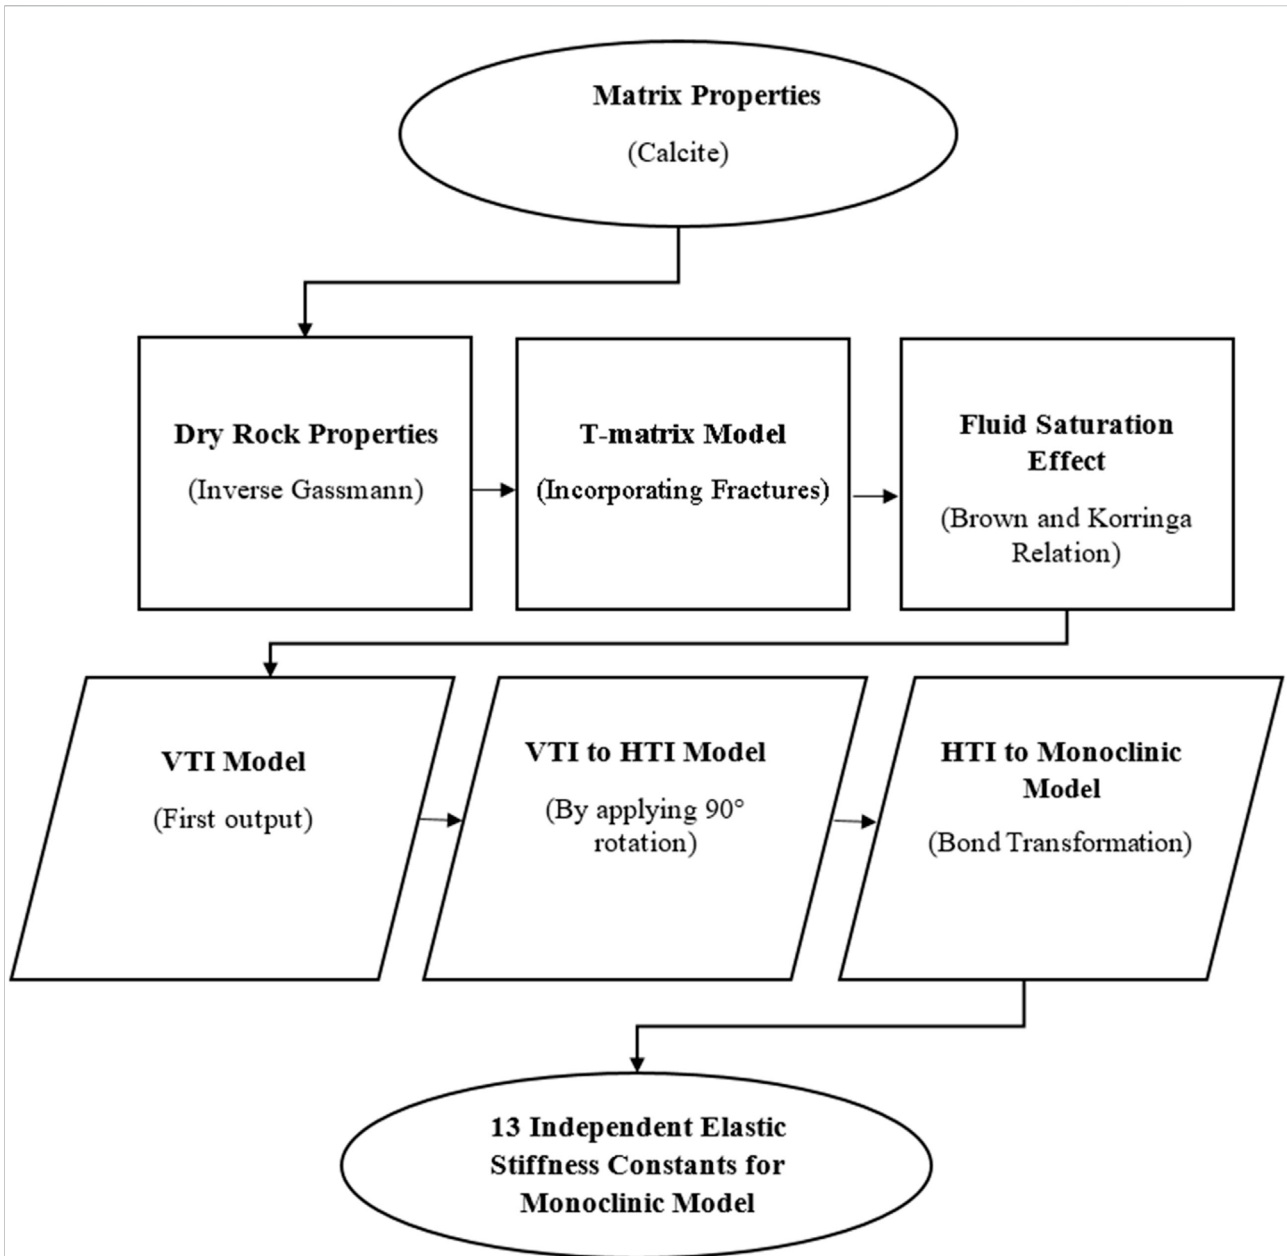 Matrix Properties
(Calcite)
Dry Rock Properties
(Inverse Gassmann)
T-matrix Model
(Incorporating Fractures)
Fluid Saturation
Effect
(Brown and Korringa
Relation)
VTI Model
(First output)
VTI to HTI Model
(By applying 90°
rotation)
HTI to Monoclinic
Model
(Bond Transformation)
13 Independent Elastic
Stiffness Constants for
Monoclinic Model